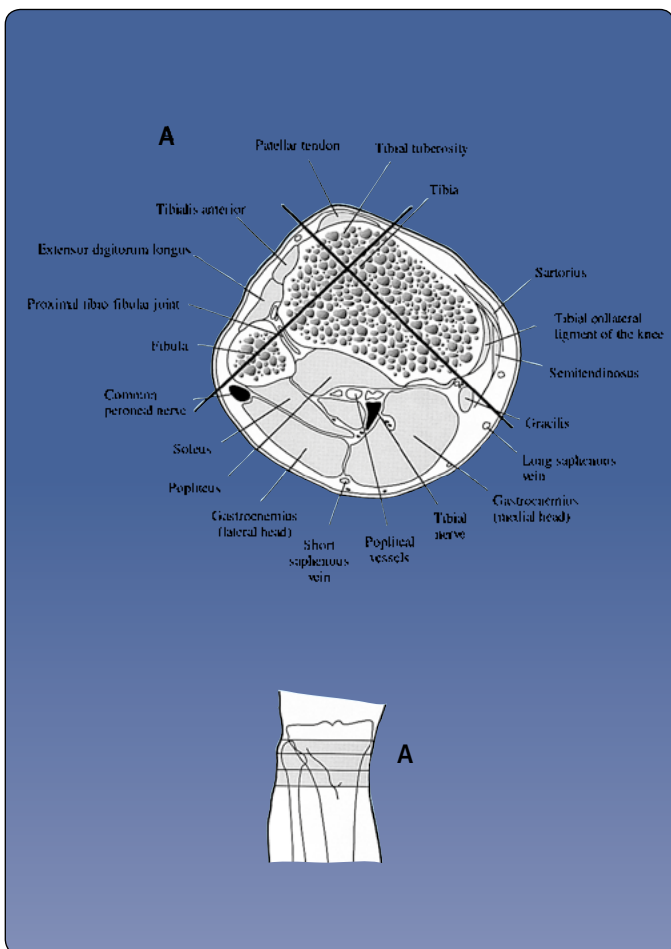 A
Patellar tendon
Tibial tuberosity
Tibia
Tibialis anterior
Extensor digitorum longus
Proximal tibio fibular joint
Fibula
Common
peroneal nerve
Soleus
Popliteus
Gastrocnemius
(lateral head)
Short
saphenous
vein
Popliteal
vessels
Tibial
nerve
Gastrocnemius
(medial head)
Long saphenous
vein
Gracilis
Semitendinosus
Tibial collateral
ligment of the knee
Sartorius
A